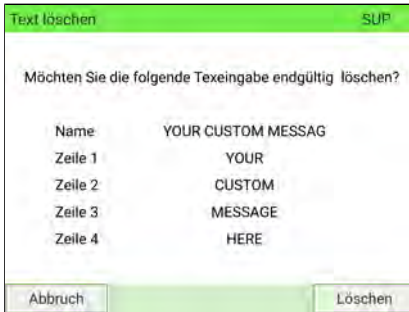 Text löschen SUP
Möchten Sie die folgende Texeingabe endgültig löschen?
Name YOUR CUSTOM MESSAG
Zeile 1 YOUR
Zeile 2 CUSTOM
Zeile 3 MESSAGE
Zeile 4 HERE
Abbruch Löschen